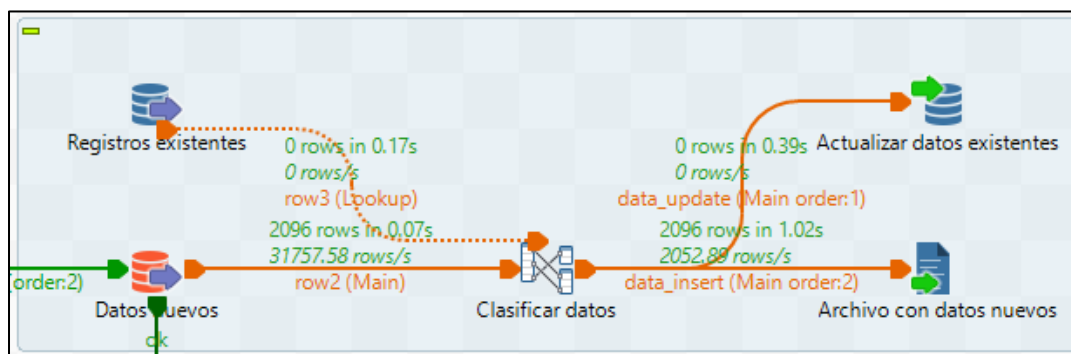 Registros existentes
0 rows in 0.17s
0 rows/s
row3 (Lookup)
0 rows in 0.39s
0 rows/s
data_update (Main order:1)
Actualizar datos existentes
order:2)
Datos nuevos
ok
2096 rows in 0.07s
31757.58 rows/s
row2 (Main)
Clasificar datos
2096 rows in 1.02s
2052,89 rows/s
data_insert (Main order:2)
Archivo con datos nuevos